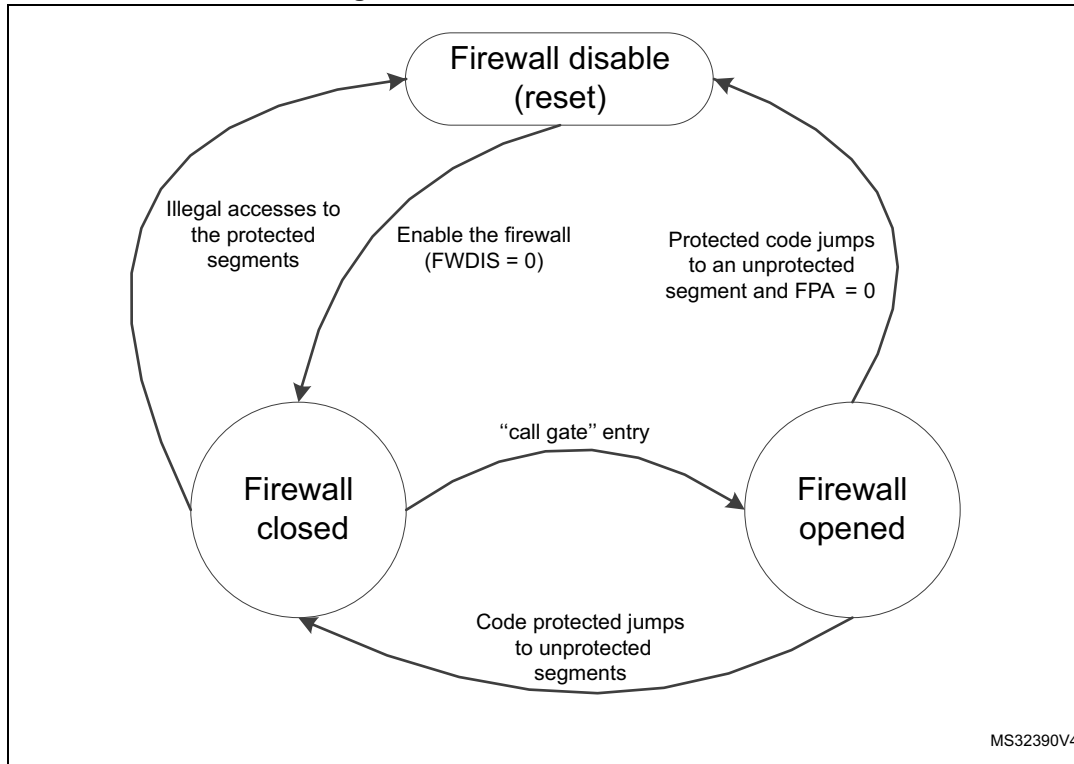 Firewall disable
(reset)
Illegal accesses to
the protected
segments
Enable the firewall
(FWDIS = 0)
Protected code jumps
to an unprotected
segment and FPA  = 0
“call gate” entry
Firewall
closed
Firewall
opened
Code protected jumps
to unprotected
segments
MS32390V4